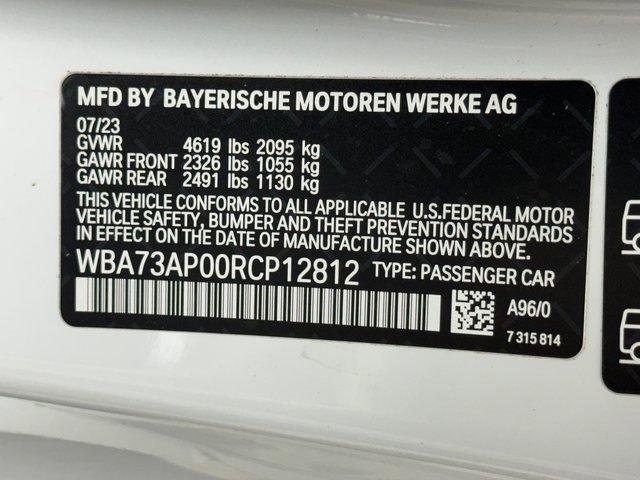 MFD BY BAYERISCHE MOTOREN WERKE AG
07/23
GVWR 4619 lbs 2095 kg
GAWR FRONT 2326 lbs 1055 kg
GAWR REAR 2491 lbs 1130 kg
THIS VEHICLE CONFORMS TO ALL APPLICABLE U.S.FEDERAL MOTOR
VEHICLE SAFETY, BUMPER AND THEFT PREVENTION STANDARDS IN
EFFECT ON THE DATE OF MANUFACTURE SHOWN ABOVE.
WBA73AP00RCP12812 TYPE: PASSENGER CAR
A96/0
7 315 814